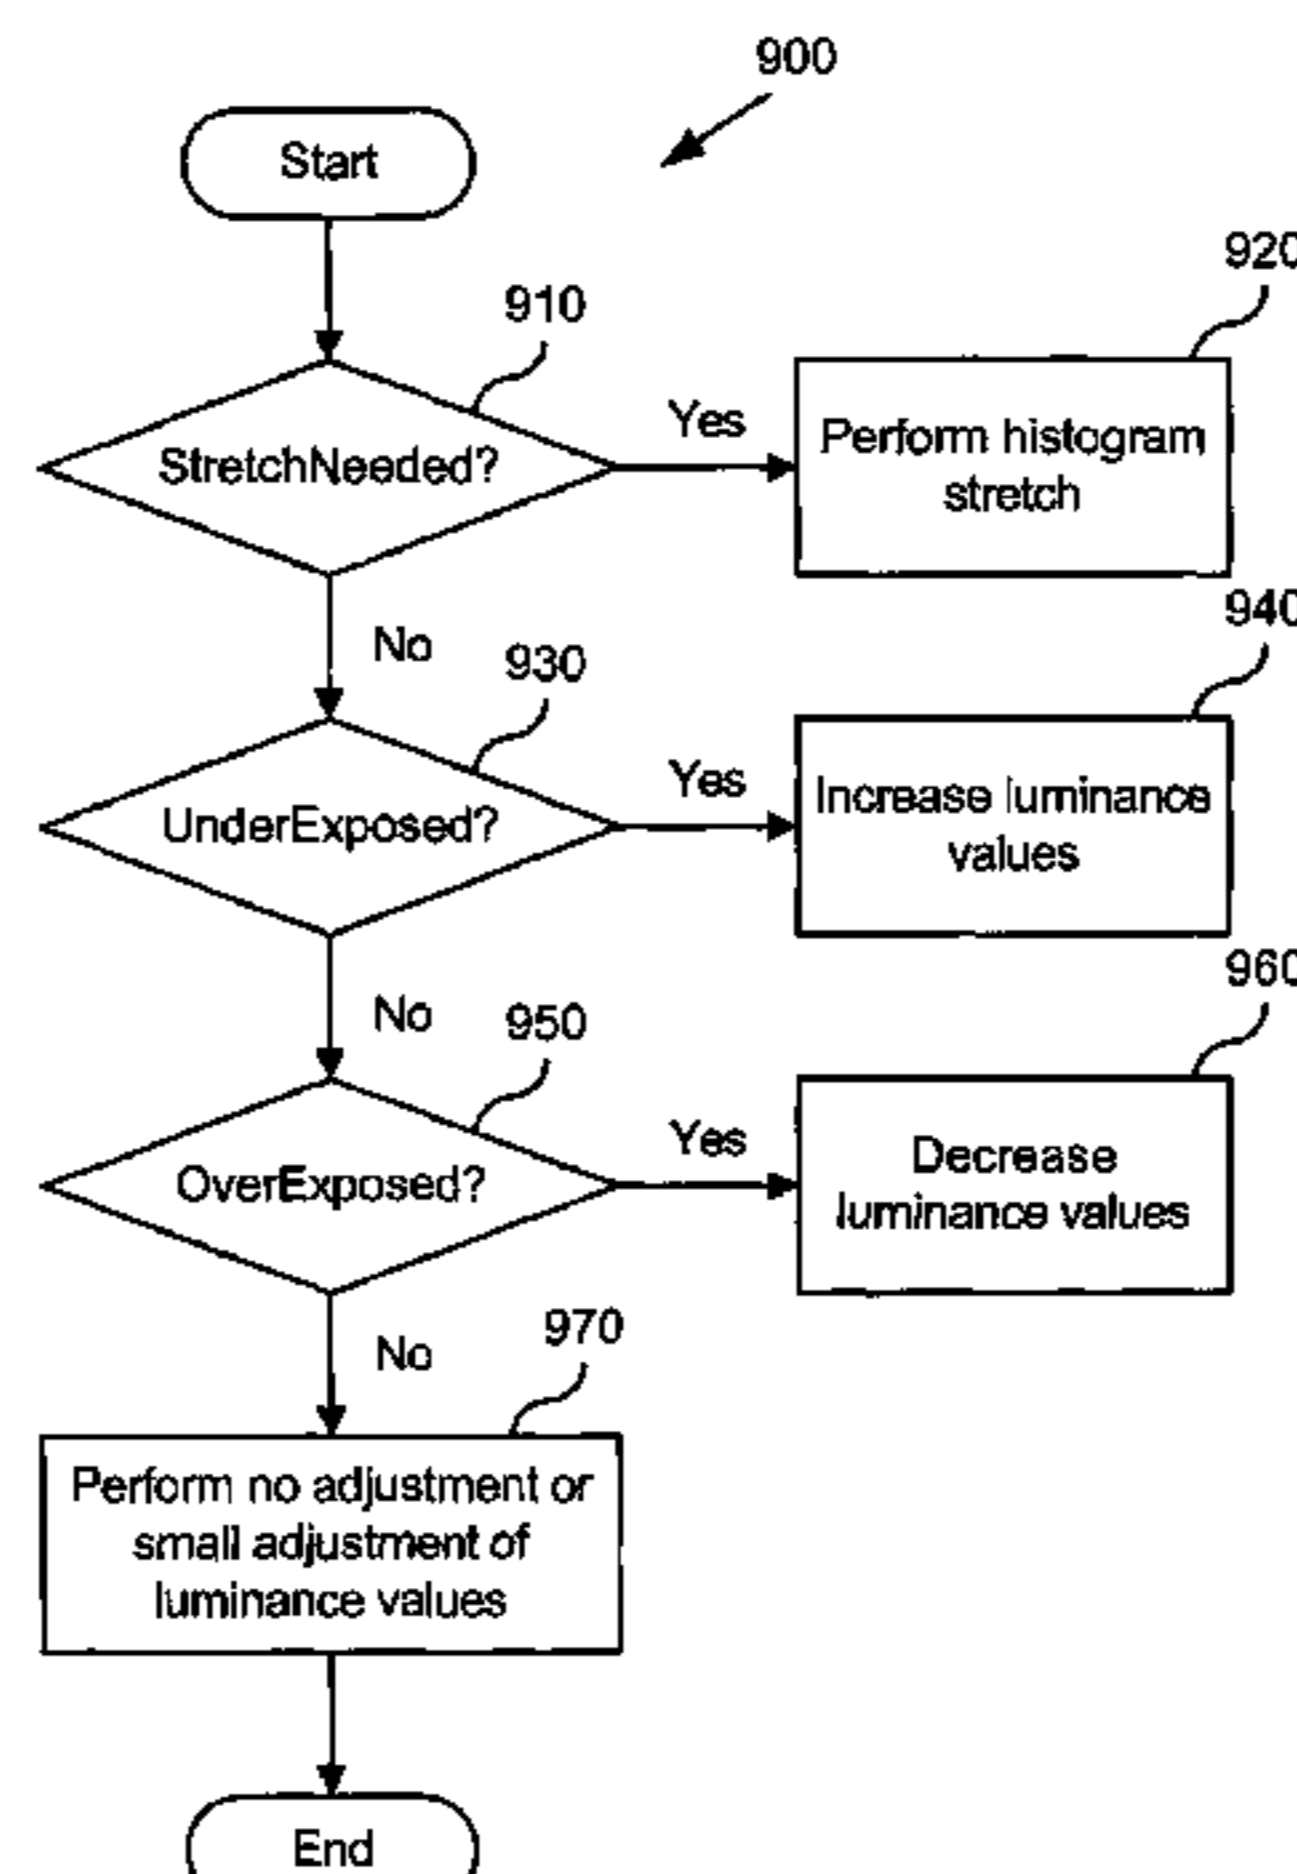 900
Start
910
920
StretchNeeded?
Yes
Perform histogram
stretch
No
930
940
UnderExposed?
Yes
Increase luminance
values
No
950
960
OverExposed?
Yes
Decrease
luminance values
No
970
Perform no adjustment or
small adjustment of
luminance values
End